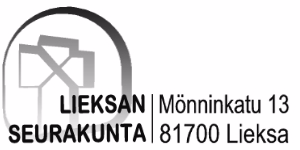 LIEKSAN
SEURAKUNTA
Mönninkatu 13
81700 Lieksa